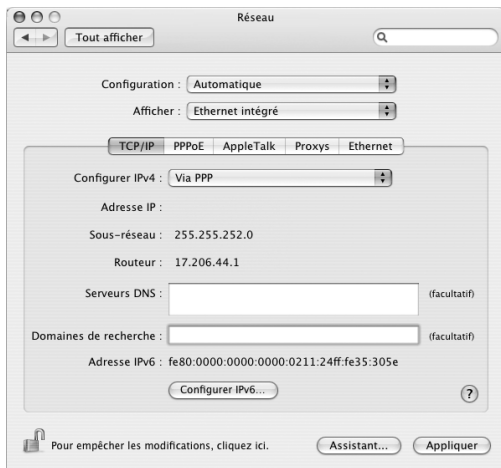 Réseau
Tout afficher
Configuration : Automatique
Afficher : Ethernet intégré
TCP/IP PPPoE AppleTalk Proxys Ethernet
Configurer IPv4 : Via PPP
Adresse IP :
Sous-réseau : 255.255.252.0
Routeur : 17.206.44.1
Serveurs DNS : (facultatif)
Domaines de recherche : (facultatif)
Adresse IPv6 : fe80:0000:0000:0000:0211:24ff:fe35:305e
Configurer IPv6...
?
Pour empêcher les modifications, cliquez ici. Assistant... Appliquer